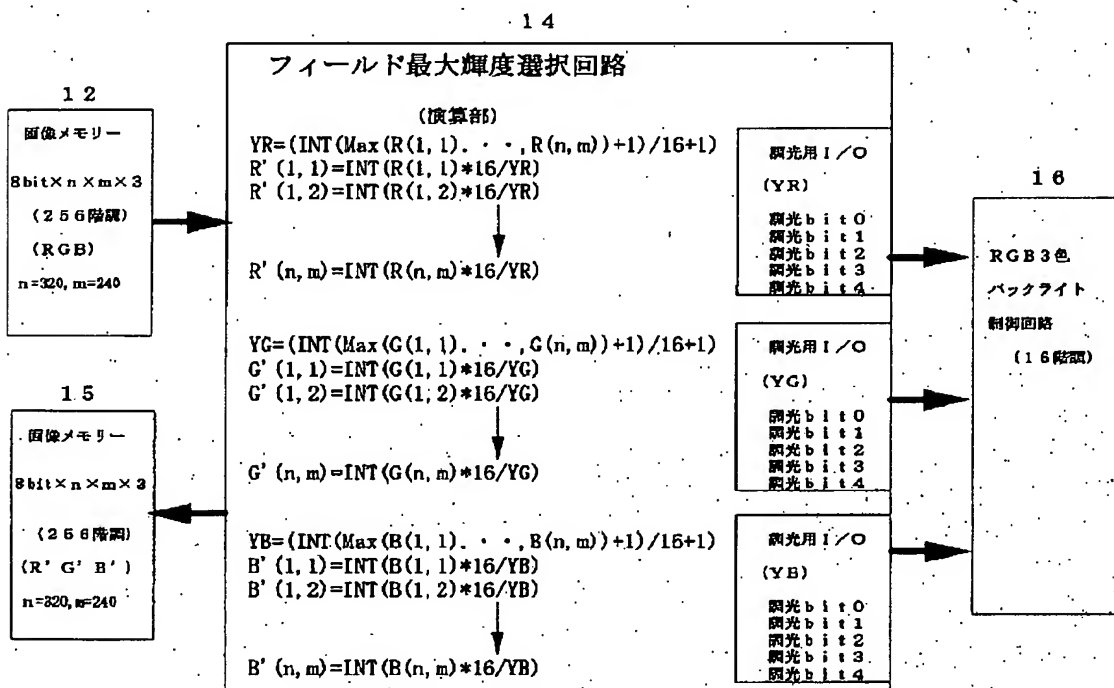 14
フィールド最大輝度選択回路
(演算部)
YR=(INT(Max(R(1,1).・・,R(n,m))+1)/16+1)
R'(1,1)=INT(R(1,1)*16/YR)
R'(1,2)=INT(R(1,2)*16/YR)
R'(n,m)=INT(R(n,m)*16/YR)
YG=(INT(Max(G(1,1).・・,G(n,m))+1)/16+1)
G'(1,1)=INT(G(1,1)*16/YG)
G'(1,2)=INT(G(1,2)*16/YG)
G'(n,m)=INT(G(n,m)*16/YG)
YB=(INT(Max(B(1,1).・・,B(n,m))+1)/16+1)
B'(1,1)=INT(B(1,1)*16/YB)
B'(1,2)=INT(B(1,2)*16/YB)
B'(n,m)=INT(B(n,m)*16/YB)
12
画像メモリー
8bit×n×m×3
(256階調)
(RGB)
n=320,m=240
15
画像メモリー
8bit×n×m×3
(256階調)
(R'G'B')
n=320,m=240
調光用I/O
(YR)
調光bit0
調光bit1
調光bit2
調光bit3
調光bit4
調光用I/O
(YG)
調光bit0
調光bit1
調光bit2
調光bit3
調光bit4
調光用I/O
(YB)
調光bit0
調光bit1
調光bit2
調光bit3
調光bit4
16
RGB3色
バックライト
制御回路
(16階調)